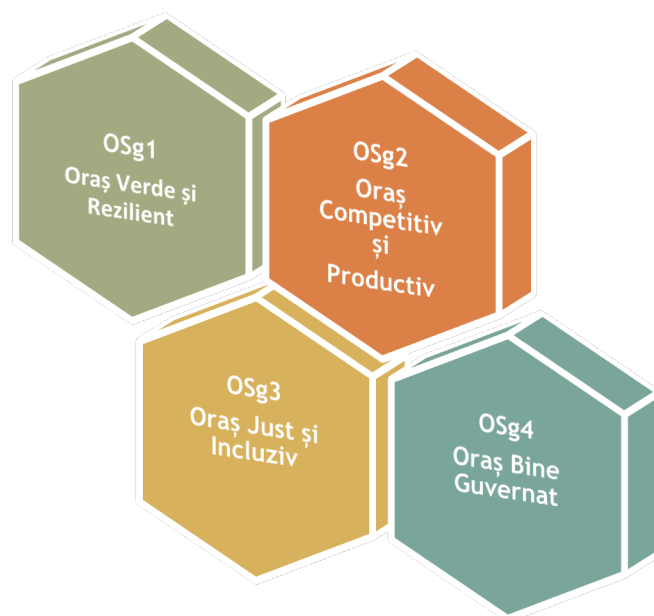 OSg1
Oraș Verde și
Rezilient
OSg2
Oraș
Competitiv
și
Productiv
OSg3
Oraș Just și
Incluziv
OSg4
Oraș Bine
Guvernat